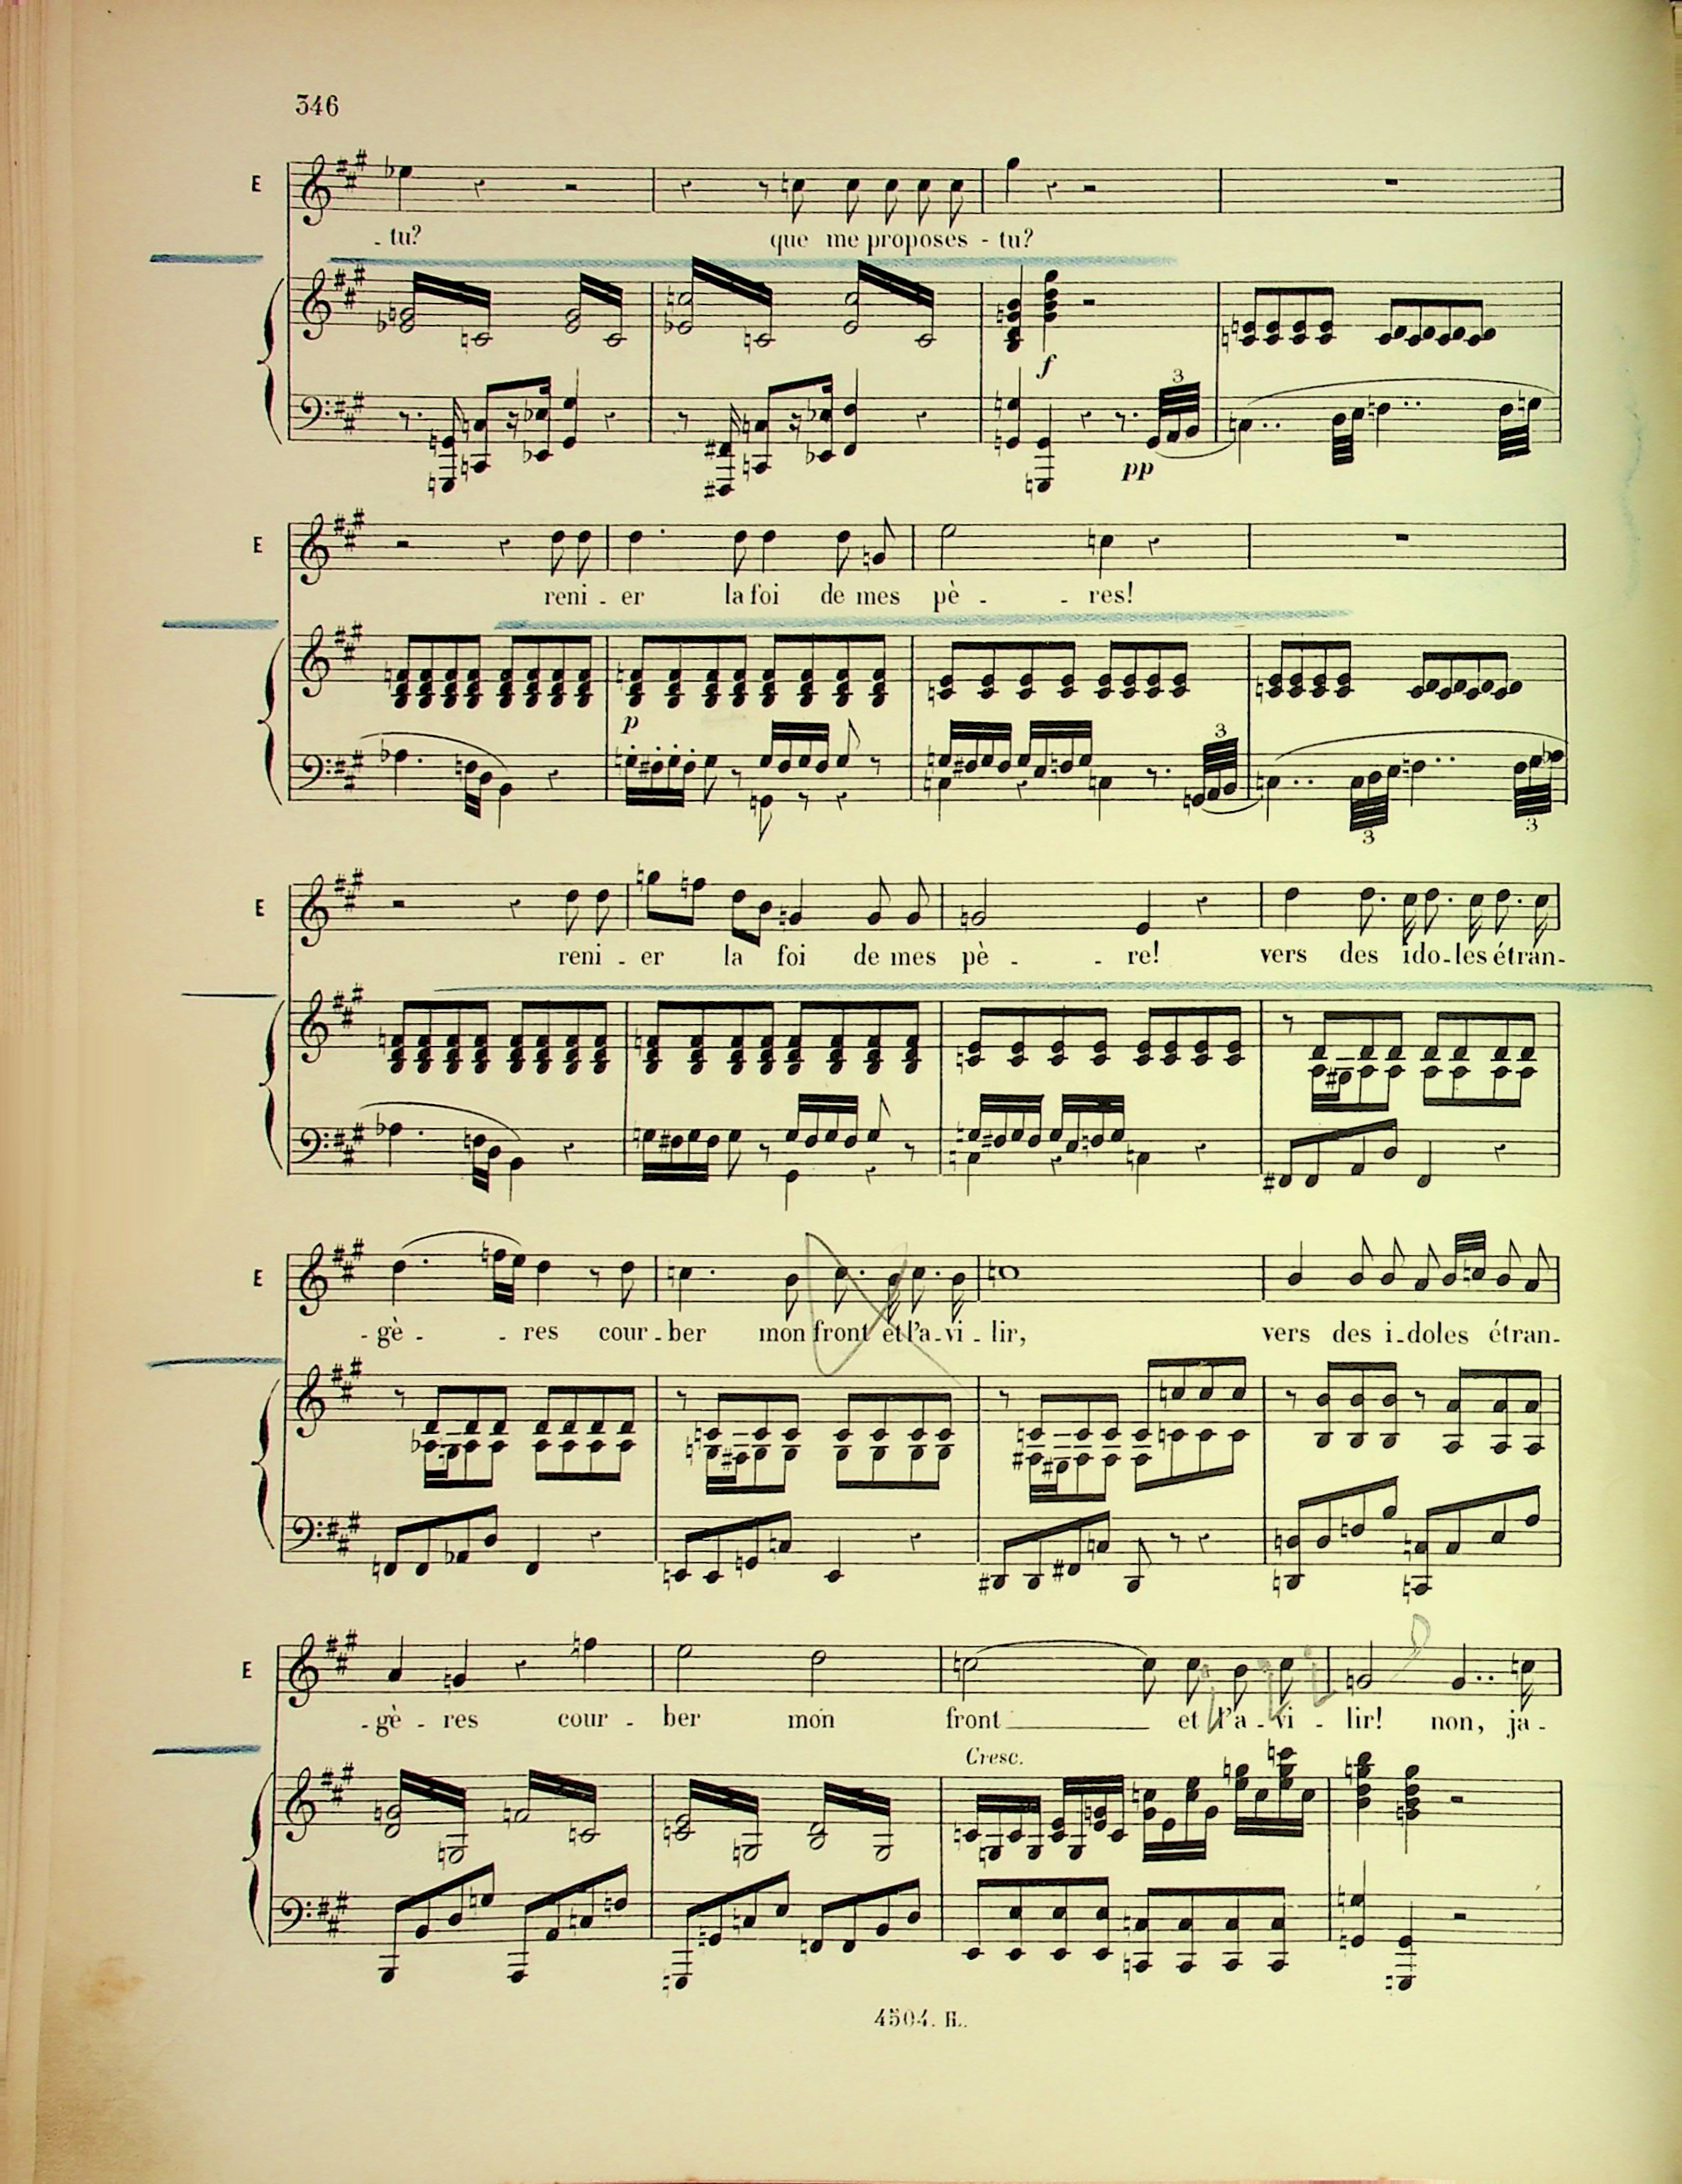 346
E
- tu? que me proposes - tu?
f
3
pp
E
reni - er la foi de mes pè - - res!
p
3
3
3
E
reni - er la foi de mes pè - - re! vers des ido-les étran-
E
- gè - - res cour - ber mon front et l'a - vi - lir, vers des i-doles étran-
E
- gè - res cour - ber mon front et l'a - vi - lir! non, ja -
Cresc.
4504. H.